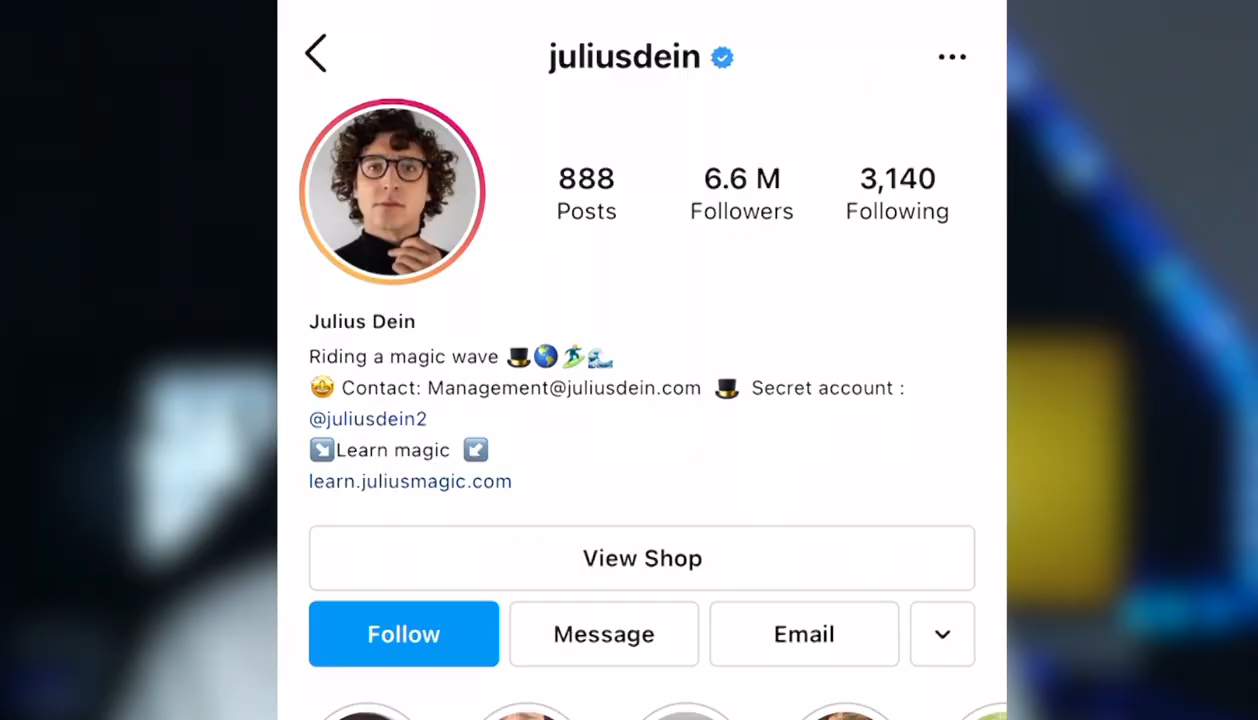 juliusdein
888 6.6 M 3,140
Posts Followers Following
Julius Dein
Riding a magic wave 🎩🌎🏄‍♂️🌊
🤩 Contact: Management@juliusdein.com 🎩 Secret account :
@juliusdein2
↘️Learn magic ↙️
learn.juliusmagic.com
View Shop
Follow Message Email